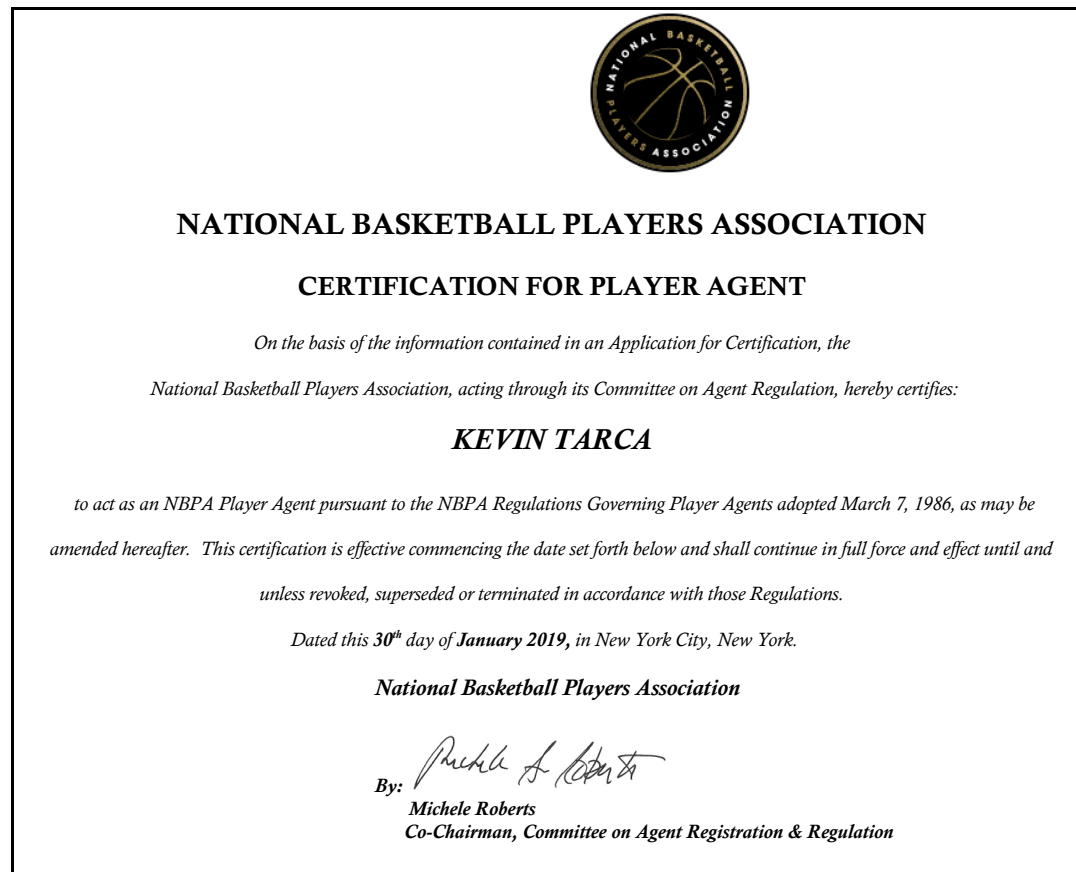 NATIONAL BASKETBALL
PLAYERS ASSOCIATION
NATIONAL BASKETBALL PLAYERS ASSOCIATION
CERTIFICATION FOR PLAYER AGENT
On the basis of the information contained in an Application for Certification, the
National Basketball Players Association, acting through its Committee on Agent Regulation, hereby certifies:
KEVIN TARCA
to act as an NBPA Player Agent pursuant to the NBPA Regulations Governing Player Agents adopted March 7, 1986, as may be
amended hereafter.  This certification is effective commencing the date set forth below and shall continue in full force and effect until and
unless revoked, superseded or terminated in accordance with those Regulations.
Dated this 30th day of January 2019, in New York City, New York.
National Basketball Players Association
By:
Michele Roberts
Co-Chairman, Committee on Agent Registration & Regulation